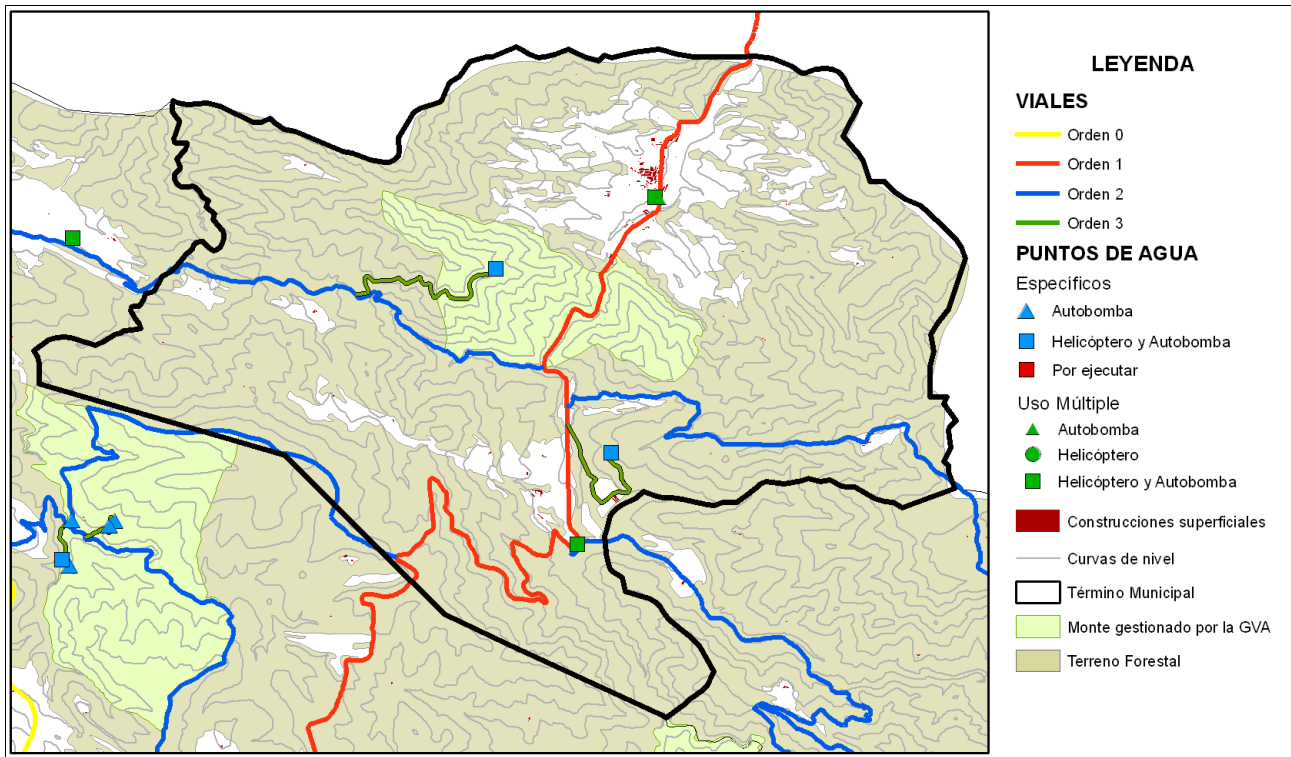 LEYENDA
VIALES
Orden 0
Orden 1
Orden 2
Orden 3
PUNTOS DE AGUA
Específicos
Autobomba
Helicóptero y Autobomba
Por ejecutar
Uso Múltiple
Autobomba
Helicóptero
Helicóptero y Autobomba
Construcciones superficiales
Curvas de nivel
Término Municipal
Monte gestionado por la GVA
Terreno Forestal